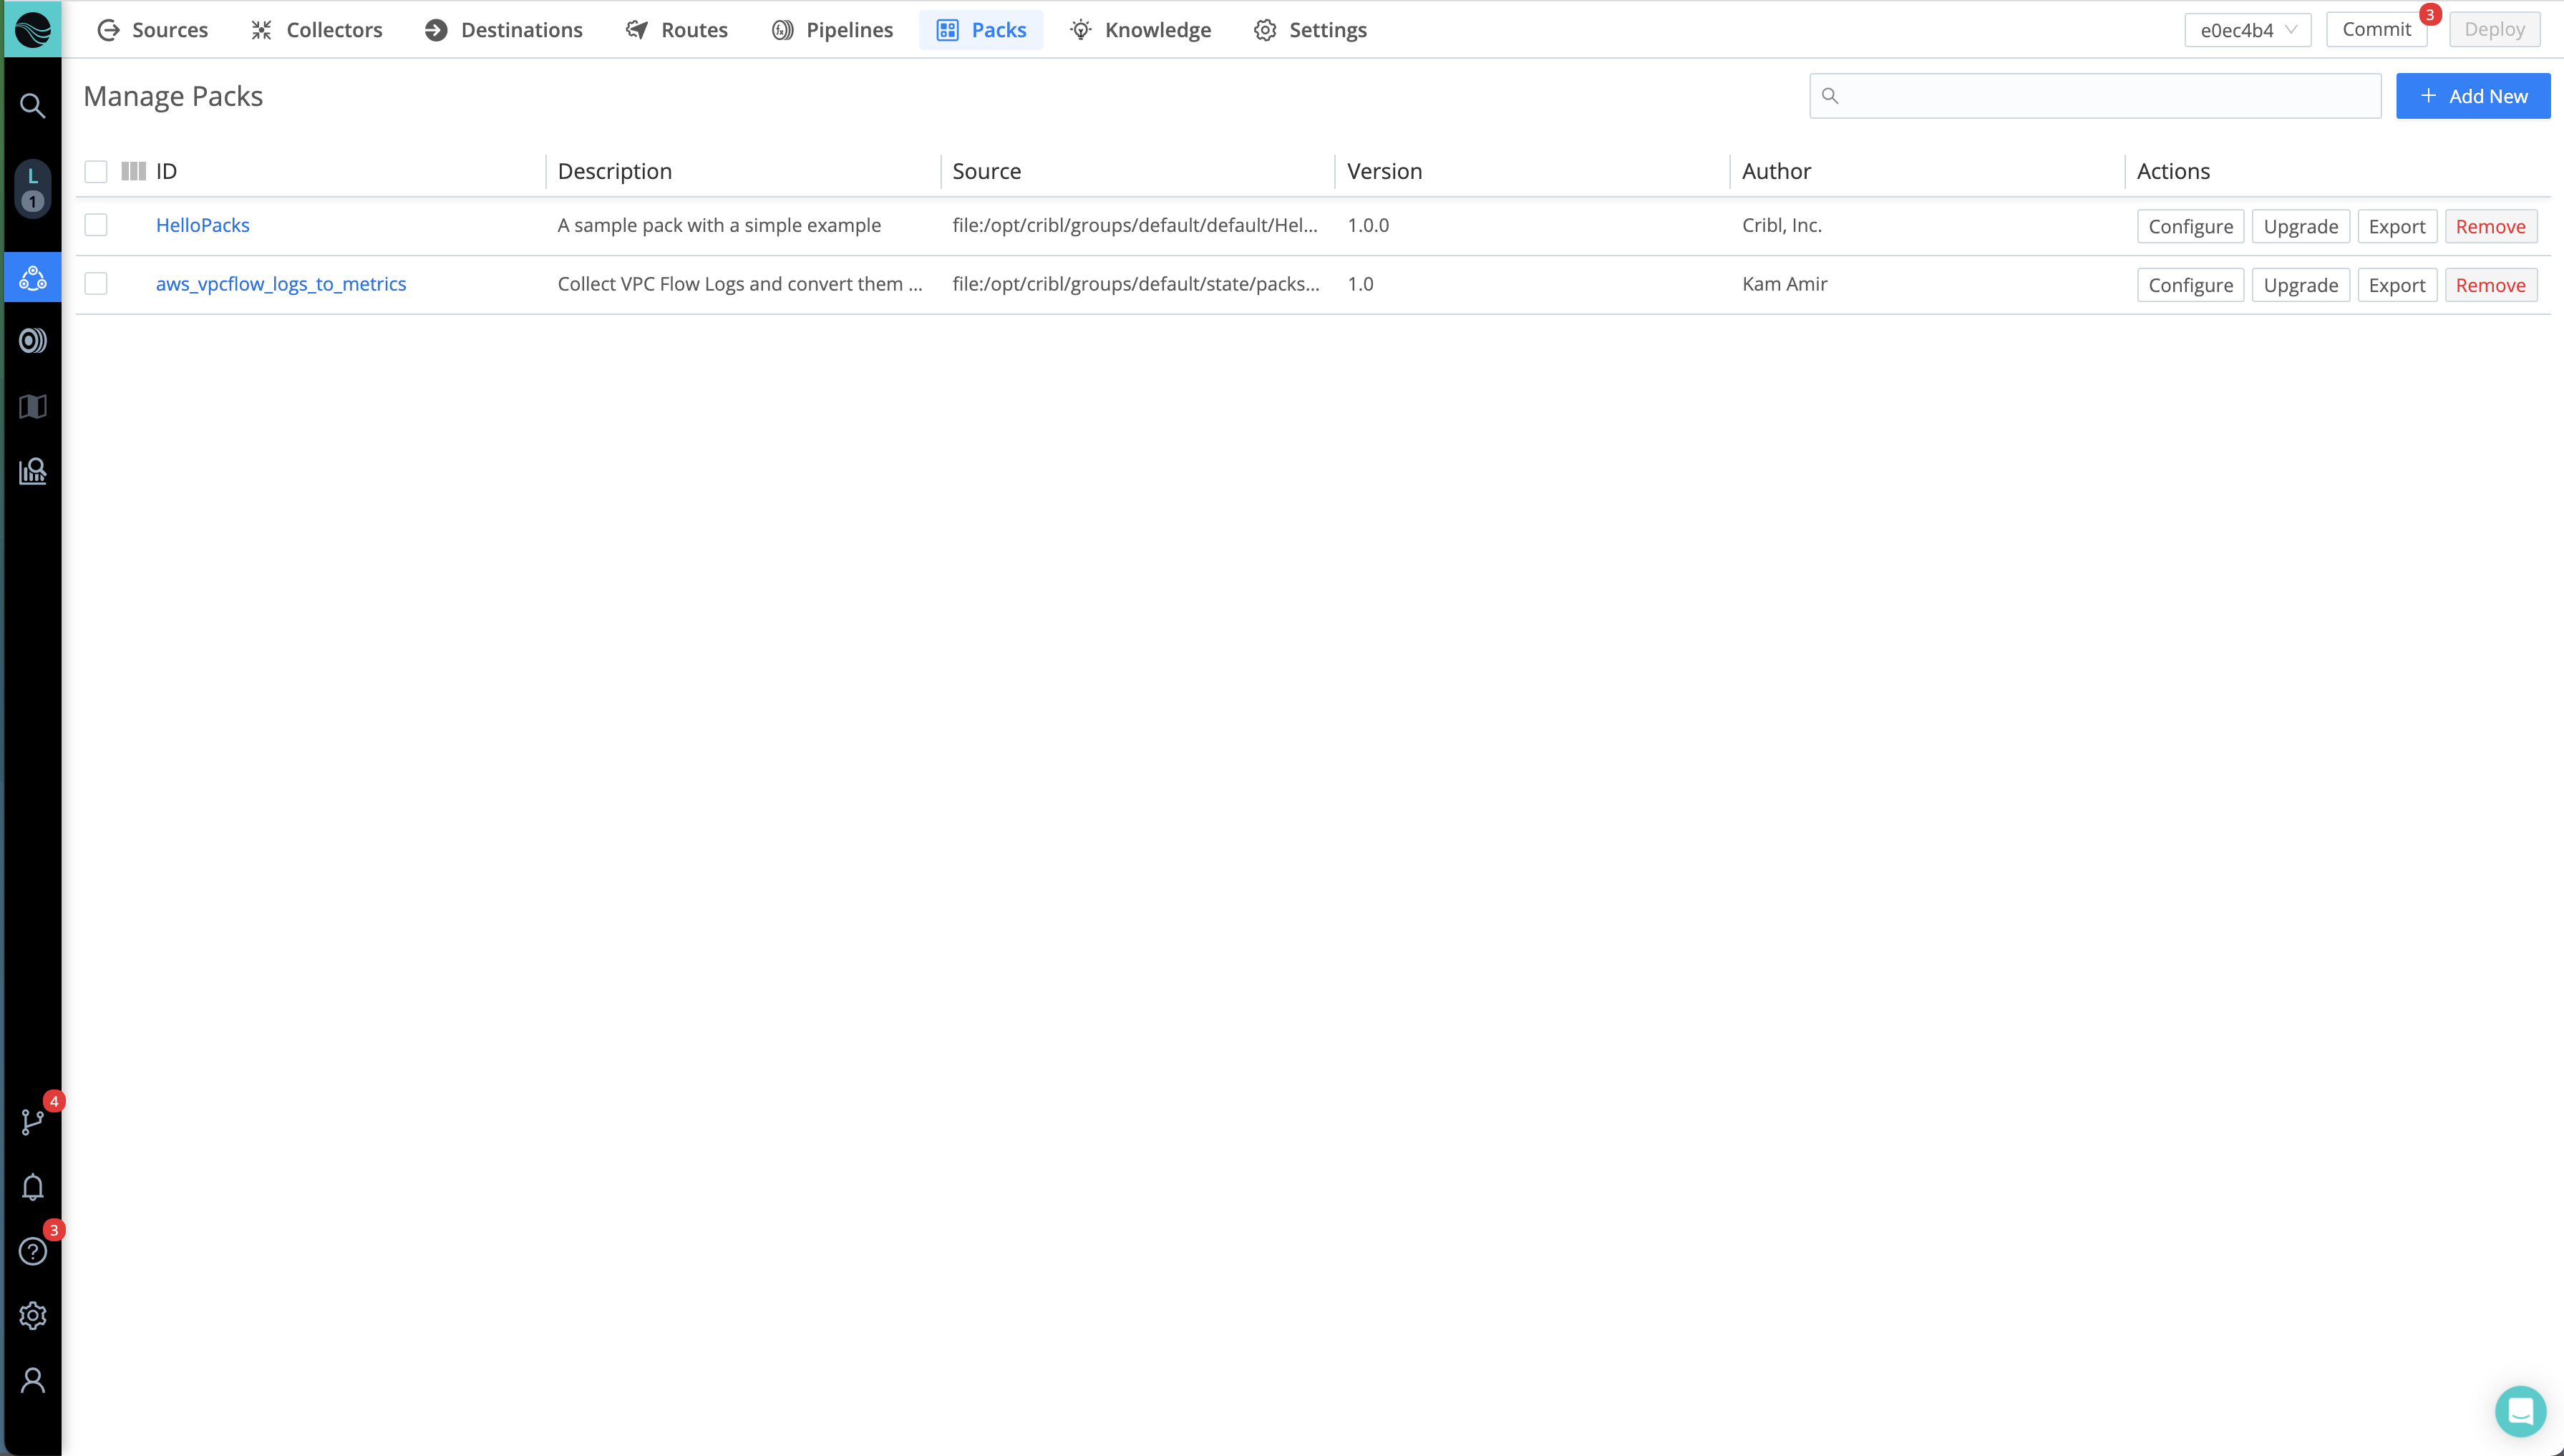 Sources Collectors Destinations Routes Pipelines Packs Knowledge Settings e0ec4b4 Commit 3 Deploy
Manage Packs + Add New
ID Description Source Version Author Actions
HelloPacks A sample pack with a simple example file:/opt/cribl/groups/default/default/Hel... 1.0.0 Cribl, Inc. Configure Upgrade Export Remove
aws_vpcflow_logs_to_metrics Collect VPC Flow Logs and convert them ... file:/opt/cribl/groups/default/state/packs... 1.0 Kam Amir Configure Upgrade Export Remove
L
1
4
3